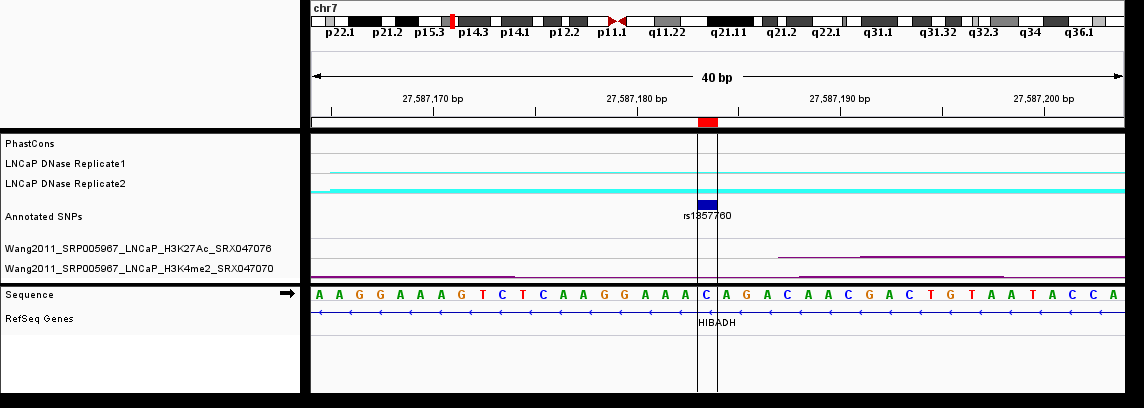 chr7
p22.1 p21.2 p15.3 p14.3 p14.1 p12.2 p11.1 q11.22 q21.11 q21.2 q22.1 q31.1 q31.32 q32.3 q34 q36.1
40 bp
27,587,170 bp 27,587,180 bp 27,587,190 bp 27,587,200 bp
PhastCons
LNCaP DNase Replicate1
LNCaP DNase Replicate2
Annotated SNPs
Wang2011_SRP005967_LNCaP_H3K27Ac_SRX047076
Wang2011_SRP005967_LNCaP_H3K4me2_SRX047070
Sequence
A A G G A A A G T C T C A A G G A A A C A G A C A A C G A C T G T A A T A C C A
RefSeq Genes
HIBADH